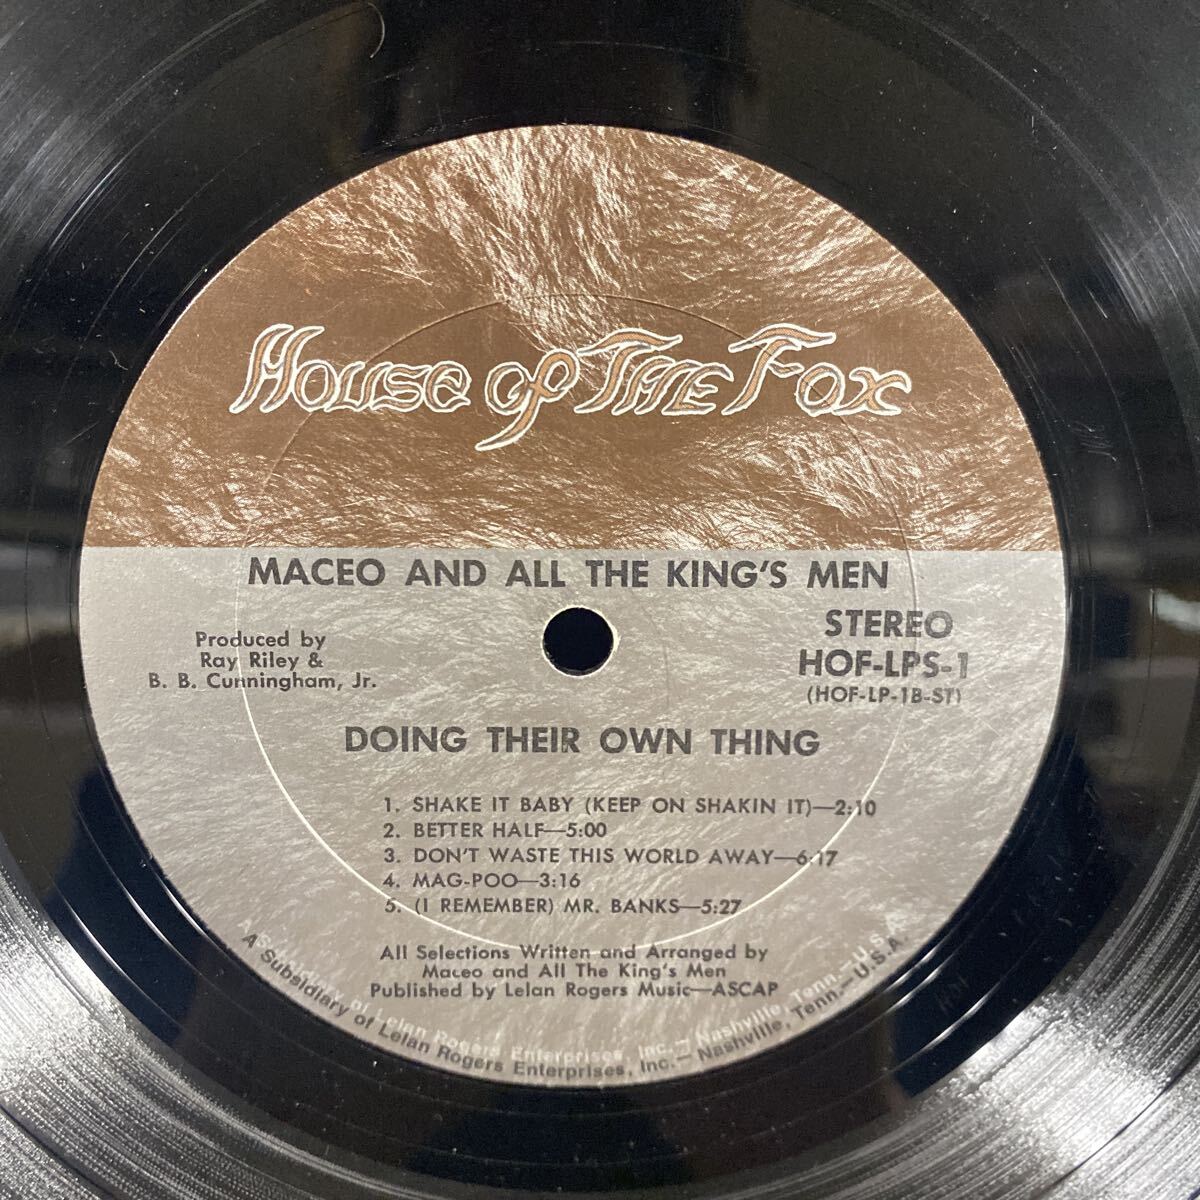 House of The Fox
MACEO AND ALL THE KING'S MEN
STEREO
HOF-LPS-1
(HOF-LP-1B-ST)
Produced by
Ray Riley &
B. B. Cunningham, Jr.
DOING THEIR OWN THING
1. SHAKE IT BABY (KEEP ON SHAKIN IT)—2:10
2. BETTER HALF—5:00
3. DON'T WASTE THIS WORLD AWAY—6:17
4. MAG-POO—3:16
5. (I REMEMBER) MR. BANKS—5:27
All Selections Written and Arranged by
Maceo and All The King's Men
Published by Lelan Rogers Music—ASCAP
A Subsidiary of Lelan Rogers Enterprises, Inc.—Nashville, Tenn.—U.S.A.